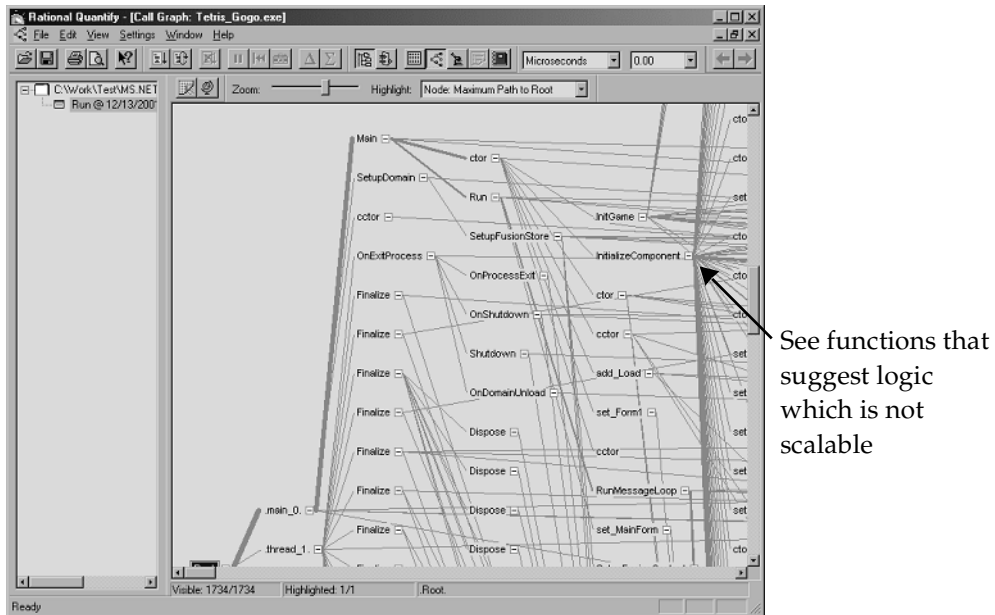 Rational Quantify - [Call Graph: Tetris_Gogo.exe]
File Edit View Settings Window Help
Microseconds
0.00
C:\Work\Test\MS.NET
Run @ 12/13/200
Zoom:
Highlight:
Node: Maximum Path to Root
Main
SetupDomain
cctor
OnExitProcess
Finalize
Finalize
Finalize
Finalize
Finalize
Finalize
Finalize
.main_0.
.thread_1.
ctor
Run
SetupFusionStore
OnProcessExit
OnShutdown
Shutdown
OnDomainUnload
Dispose
Dispose
Dispose
Dispose
InitGame
InitializeComponent
ctor
cctor
add_Load
set_Form1
cctor
RunMessageLoop
set_MainForm
cto
cto
set
cto
cto
cto
set
set
set
set
set
cto
See functions that
suggest logic
which is not
scalable
Visible: 1734/1734
Highlighted: 1/1
.Root.
Ready